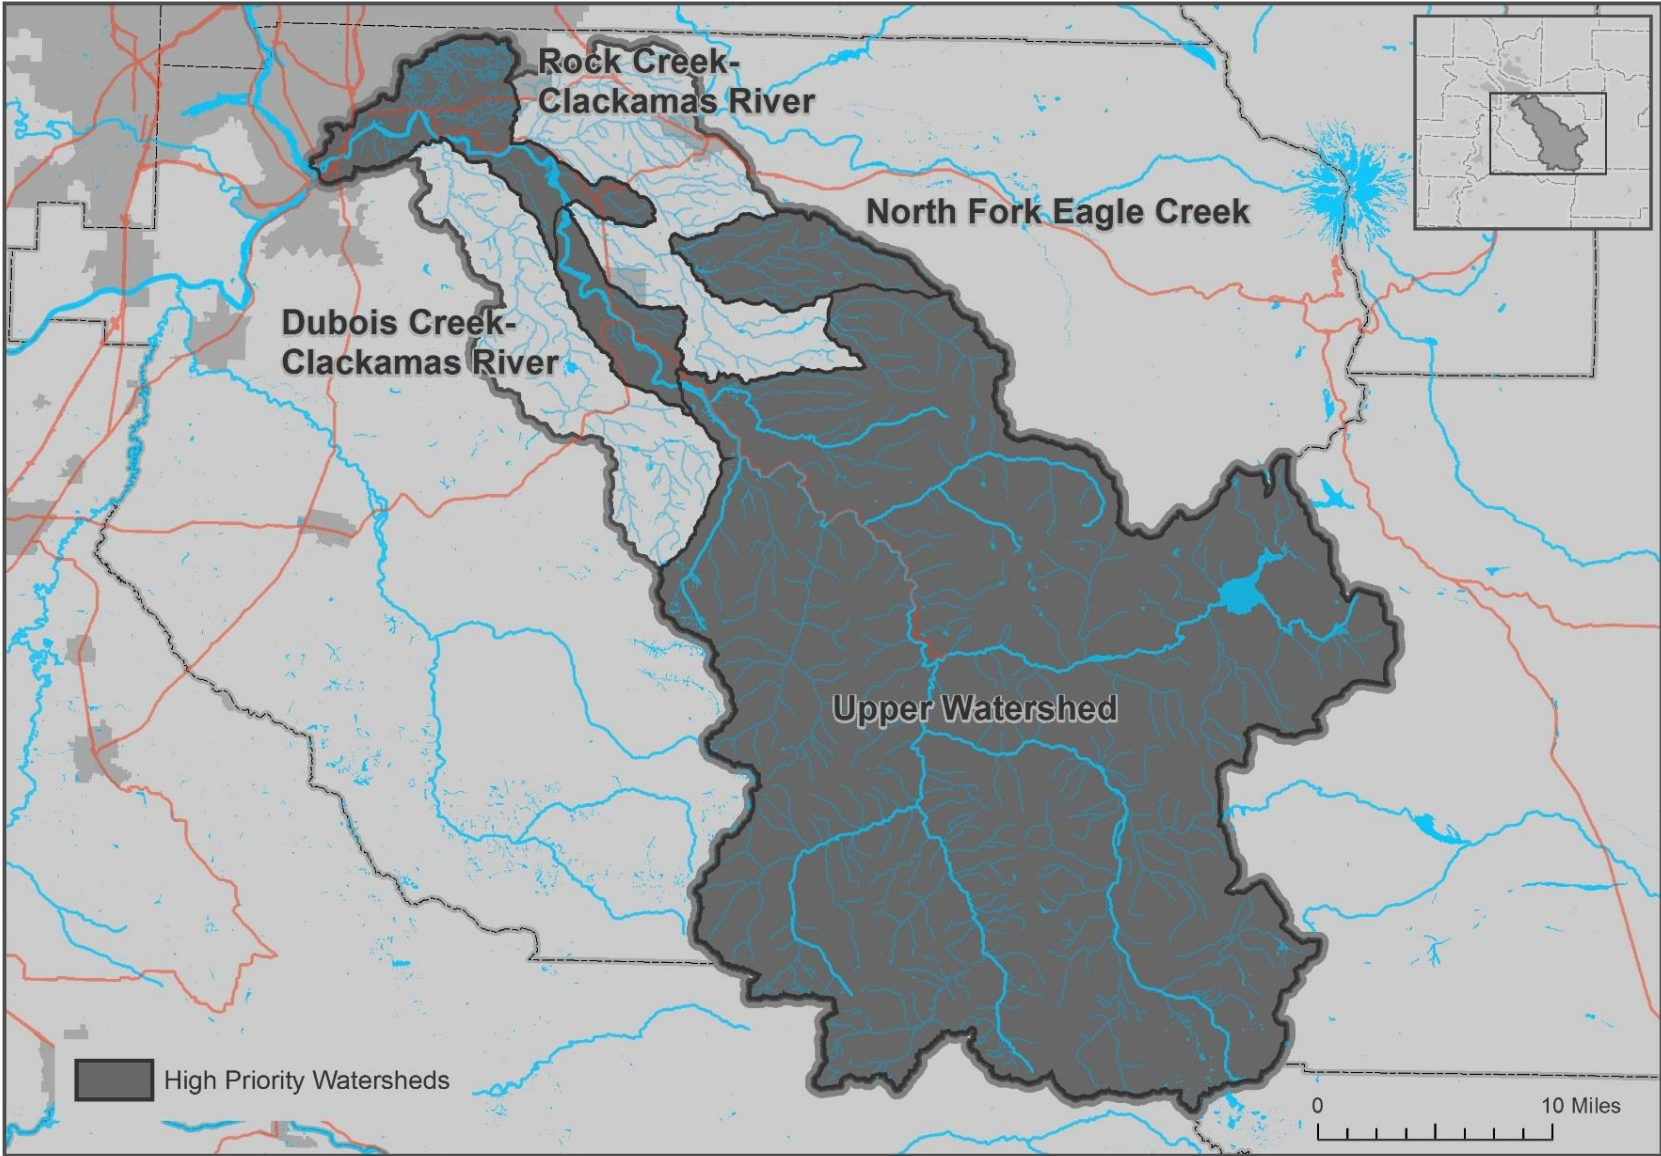 Rock Creek-
Clackamas River
North Fork Eagle Creek
Dubois Creek-
Clackamas River
Upper Watershed
High Priority Watersheds
0 10 Miles